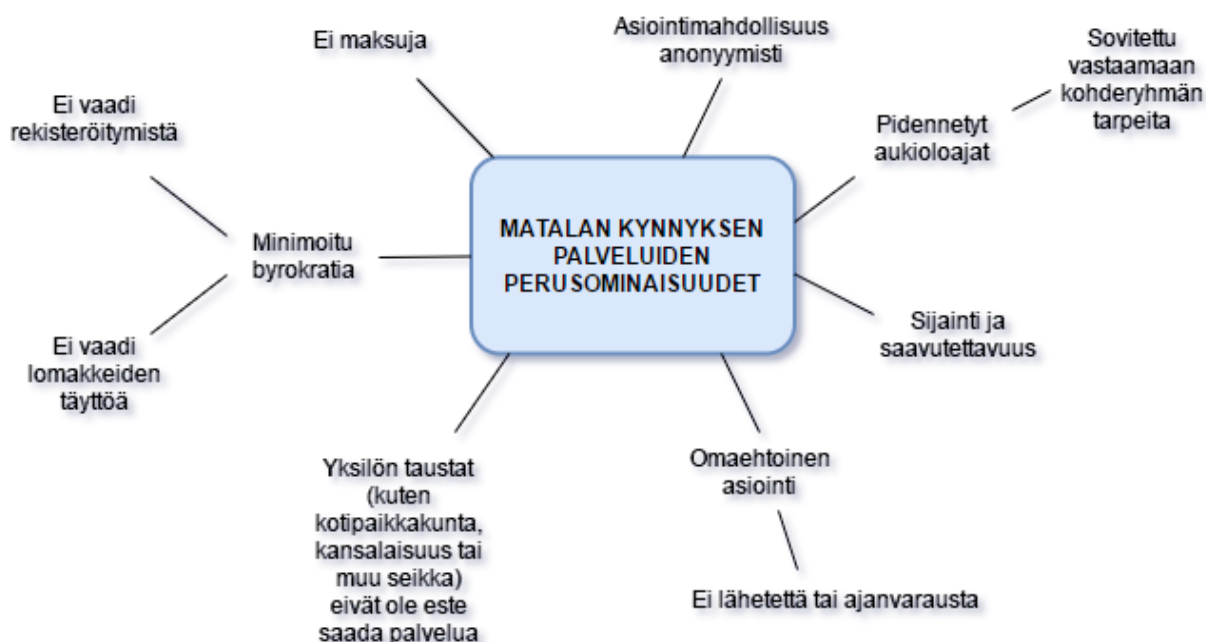 Ei maksuja
Asiointimahdollisuus
anonyymisti
Sovitettu
vastaamaan
kohderyhmän
tarpeita
Ei vaadi
rekisteröitymistä
Pidennetyt
aukioloajat
MATALAN KYNNYKSEN
PALVELUIDEN
PERUSOMINAISUUDET
Minimoitu
byrokratia
Sijainti ja
saavutettavuus
Ei vaadi
lomakkeiden
täyttöä
Yksilön taustat
(kuten
kotipaikkakunta,
kansalaisuus tai
muu seikka)
eivät ole este
saada palvelua
Omaehtoinen
asiointi
Ei lähetettä tai ajanvarausta